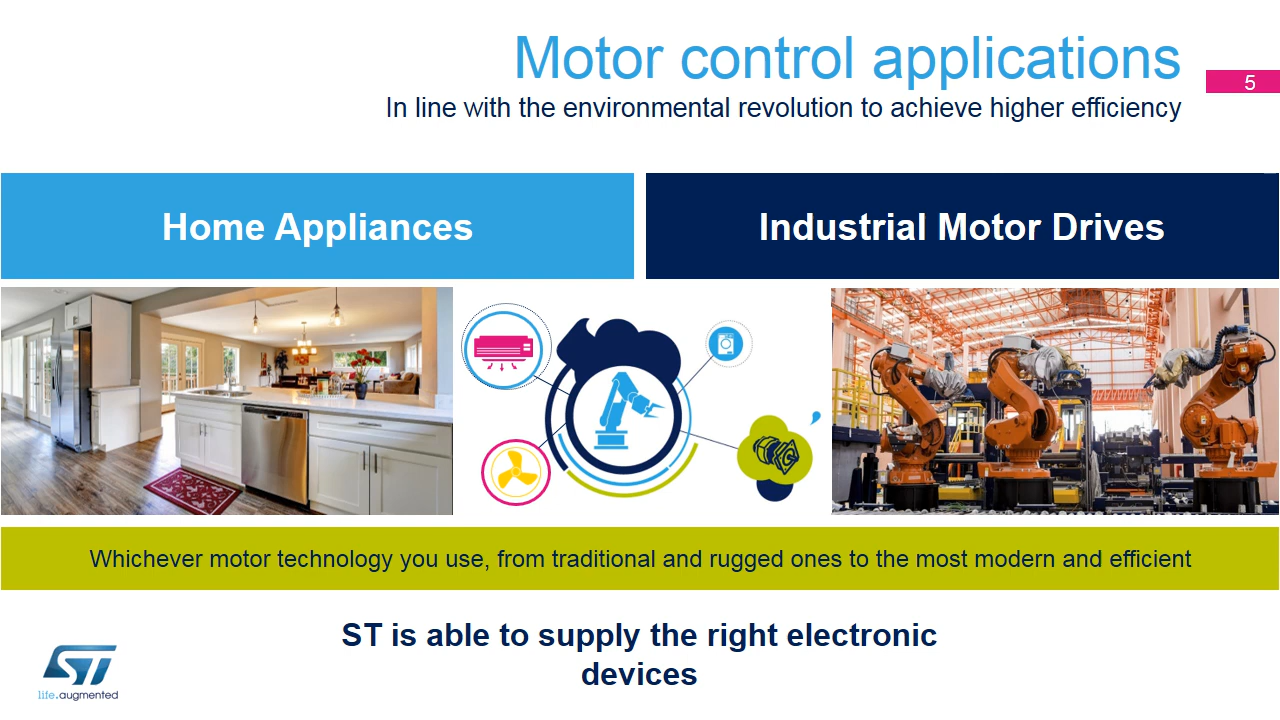 Motor control applications
5
In line with the environmental revolution to achieve higher efficiency
Home Appliances
Industrial Motor Drives
Whichever motor technology you use, from traditional and rugged ones to the most modern and efficient
ST is able to supply the right electronic
devices
ST
life.augmented